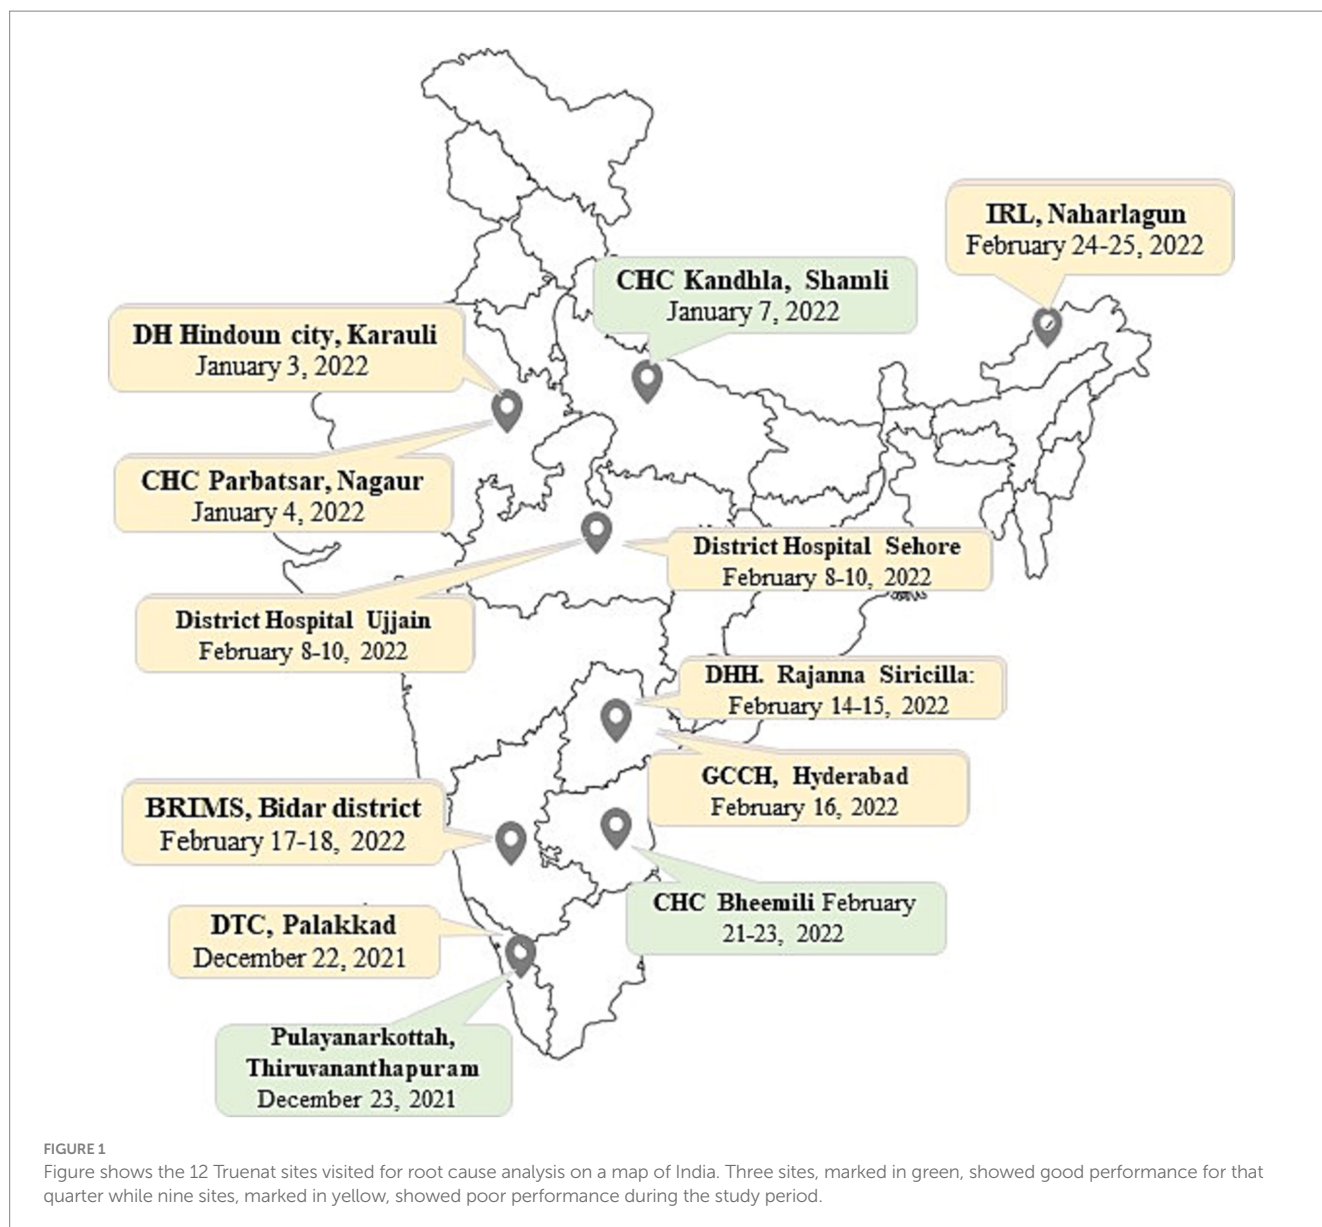 IRL, Naharlagun
February 24-25, 2022
CHC Kandhla, Shamli
January 7, 2022
DH Hindoun city, Karauli
January 3, 2022
CHC Parbatsar, Nagaur
January 4, 2022
District Hospital Sehore
February 8-10, 2022
District Hospital Ujjain
February 8-10, 2022
DHH. Rajanna Siricilla:
February 14-15, 2022
GCCH, Hyderabad
February 16, 2022
BRIMS, Bidar district
February 17-18, 2022
CHC Bheemili February
21-23, 2022
DTC, Palakkad
December 22, 2021
Pulayanarkottah,
Thiruvananthapuram
December 23, 2021
FIGURE 1
Figure shows the 12 Truenat sites visited for root cause analysis on a map of India. Three sites, marked in green, showed good performance for that
quarter while nine sites, marked in yellow, showed poor performance during the study period.